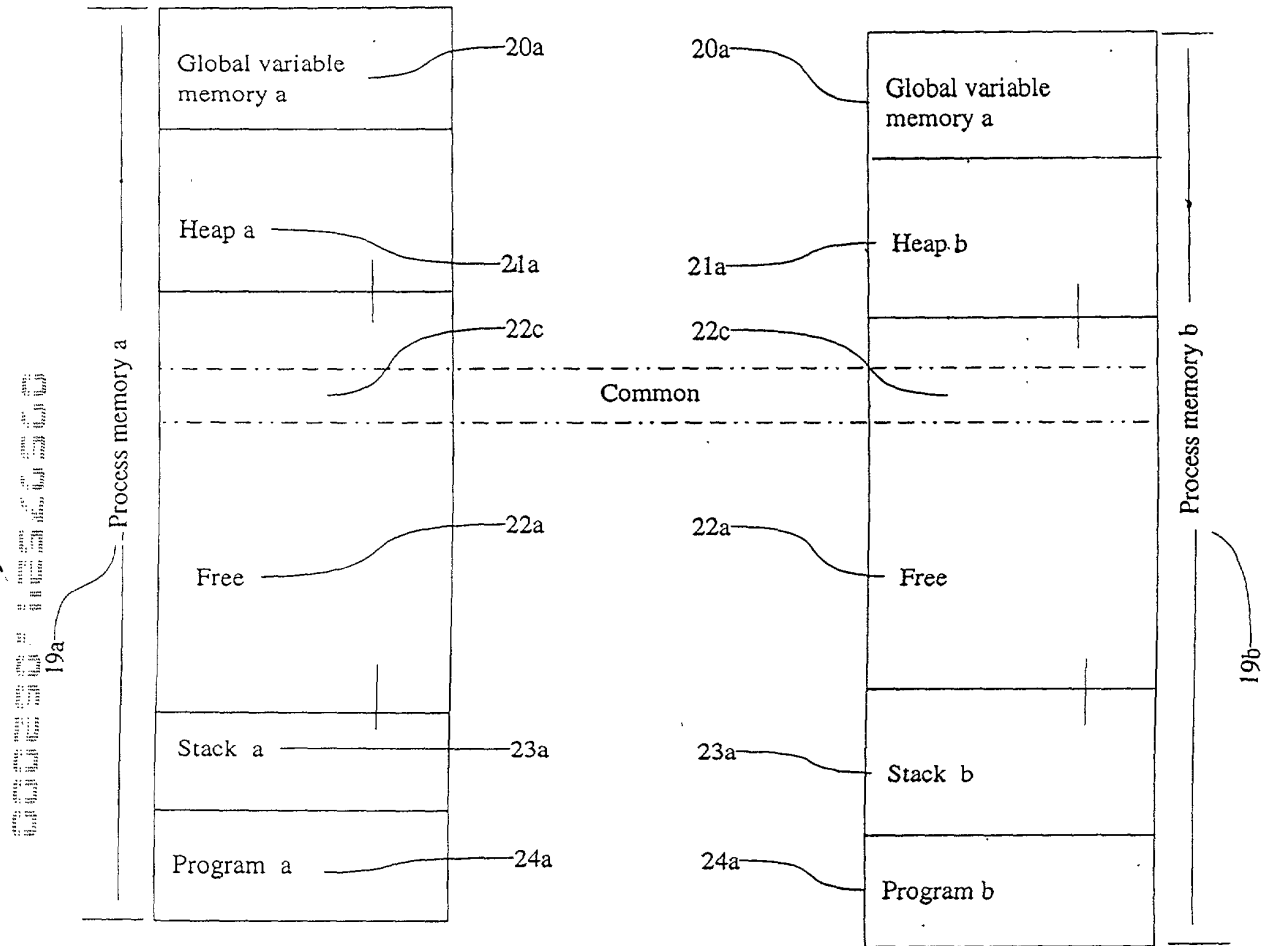 Global variable
memory a
20a
Heap a
21a
22c
Common
22a
Free
Stack a
23a
Program a
24a
Process memory a
19a
20a
Global variable
memory a
21a
Heap b
22c
22a
Free
23a
Stack b
24a
Program b
Process memory b
19b